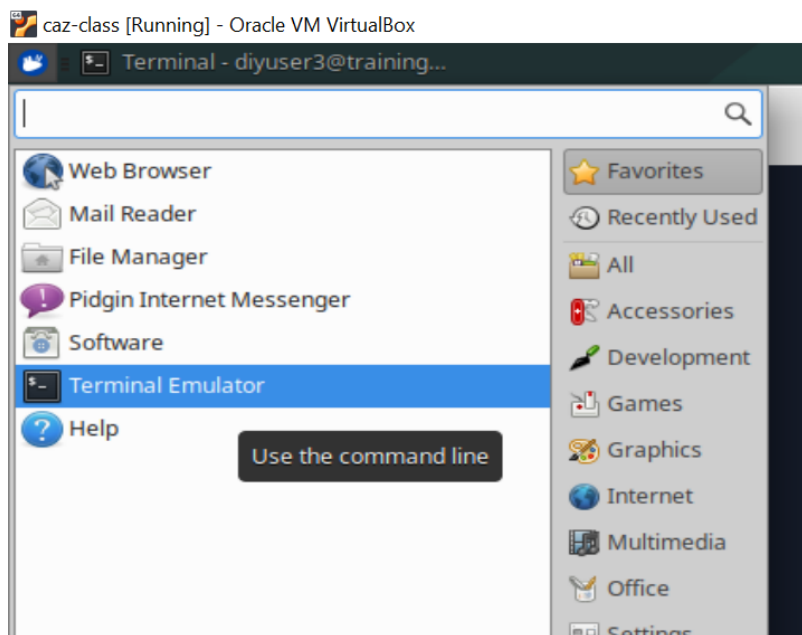 caz-class [Running] - Oracle VM VirtualBox
Terminal - diyuser3@training...
Web Browser
Mail Reader
File Manager
Pidgin Internet Messenger
Software
Terminal Emulator
Help
Use the command line
Favorites
Recently Used
All
Accessories
Development
Games
Graphics
Internet
Multimedia
Office
Settings